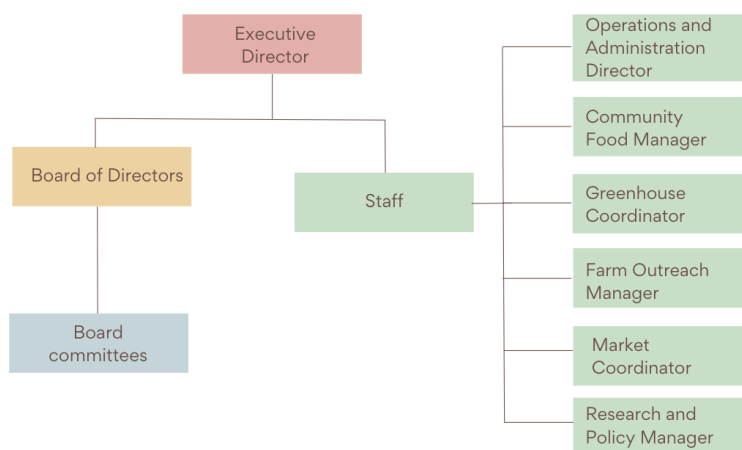 Executive
Director
Board of Directors
Board
committees
Staff
Operations and
Administration
Director
Community
Food Manager
Greenhouse
Coordinator
Farm Outreach
Manager
Market
Coordinator
Research and
Policy Manager